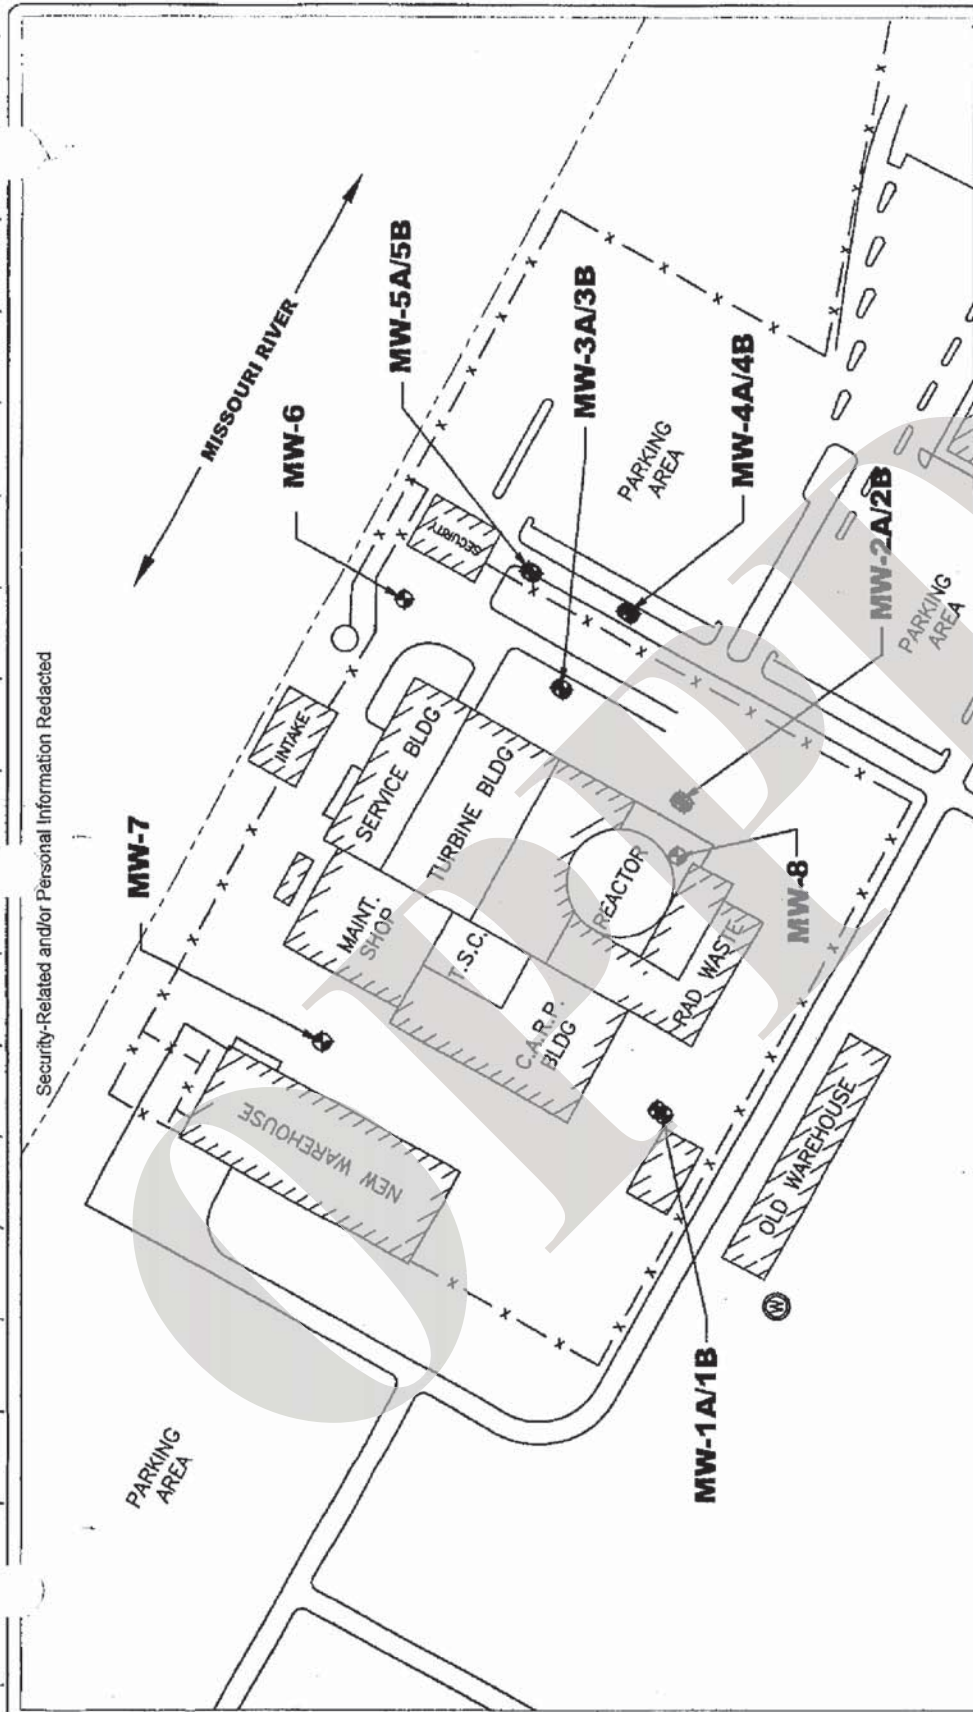 Security-Related and/or Personal Information Redacted
MISSOURI RIVER
MW-7
MW-6
MW-5A/5B
MW-3A/3B
MW-4A/4B
MW-2A/2B
MW-8
MW-1A/1B
INTAKE
SECURITY
SERVICE BLDG
TURBINE BLDG
MAINT.
SHOP
T.S.C.
C.A.R.P.
BLDG
REACTOR
RAD WASTE
NEW WAREHOUSE
OLD WAREHOUSE
W
PARKING
AREA
PARKING
AREA
PARKING
AREA
OPPD